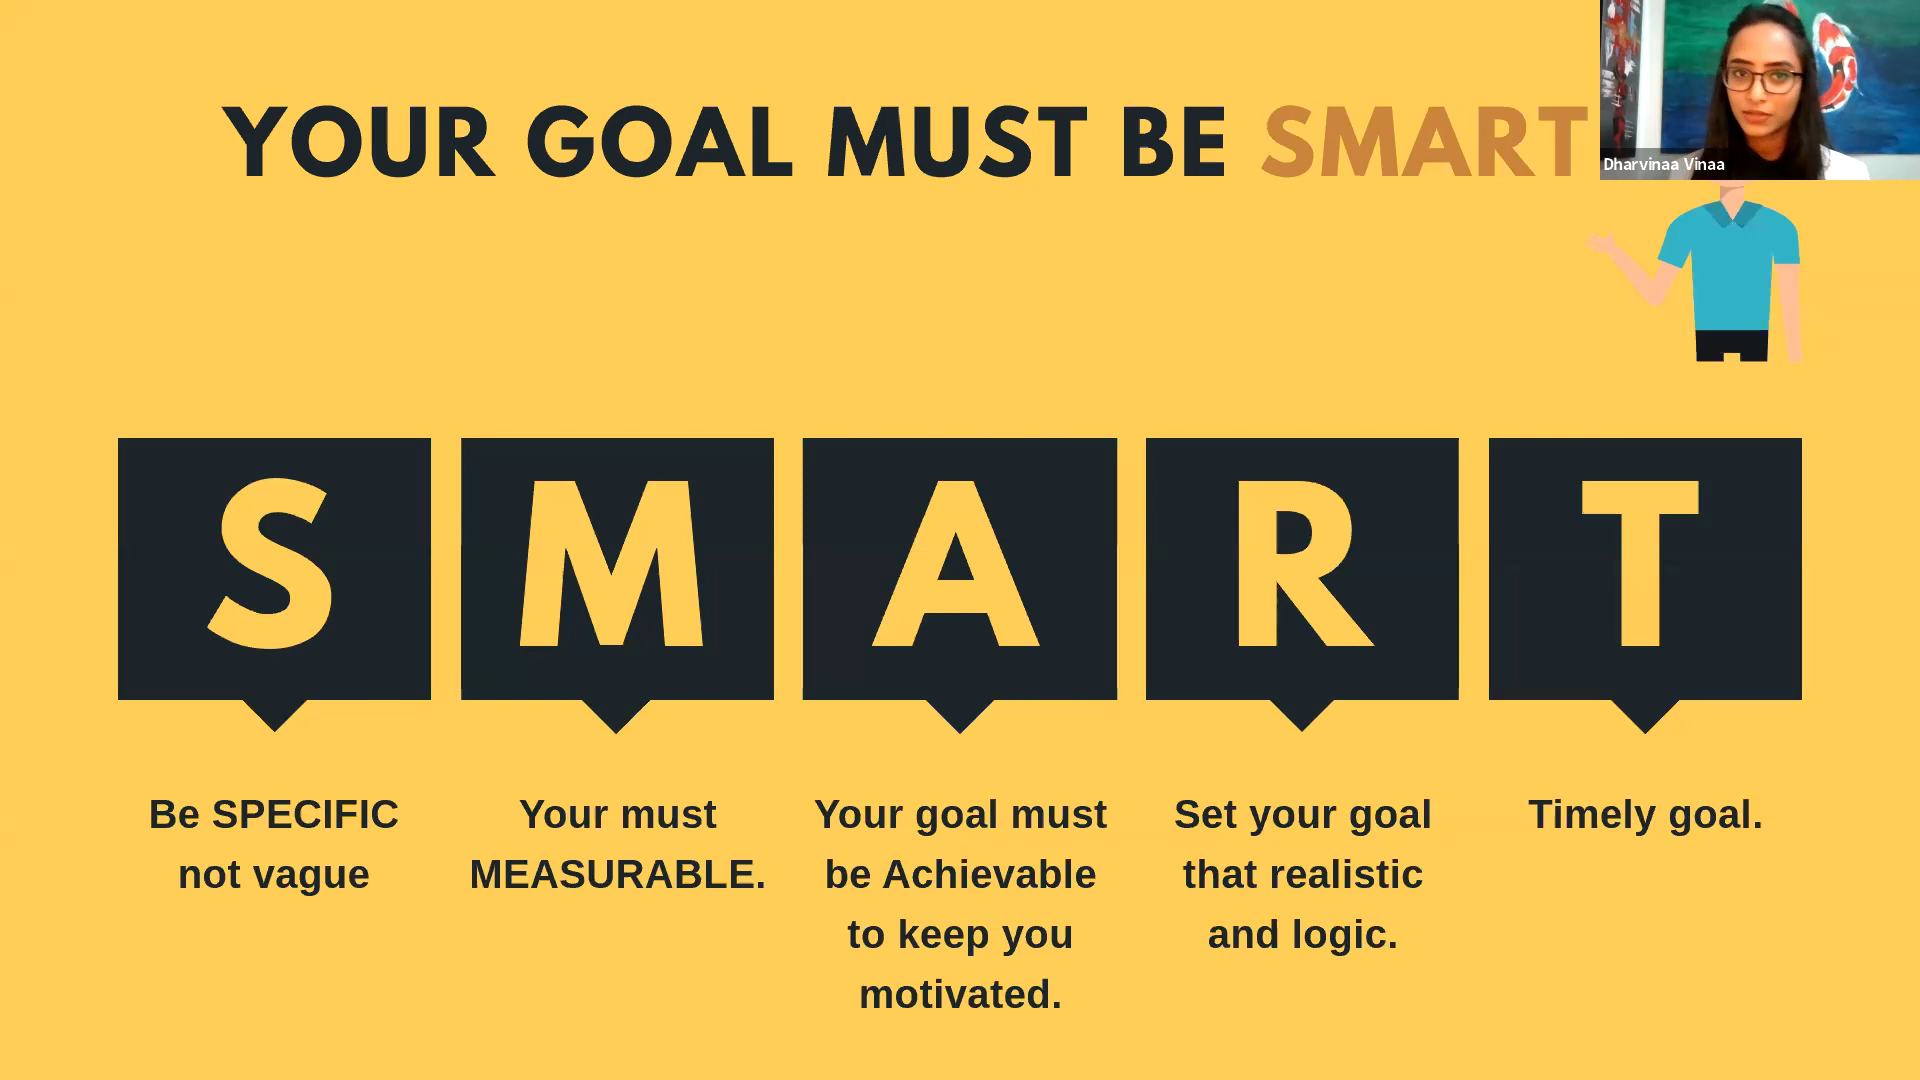 YOUR GOAL MUST BE SMART
Dharvinaa Vinaa
S M A R T
Be SPECIFIC
not vague
Your must
MEASURABLE.
Your goal must
be Achievable
to keep you
motivated.
Set your goal
that realistic
and logic.
Timely goal.